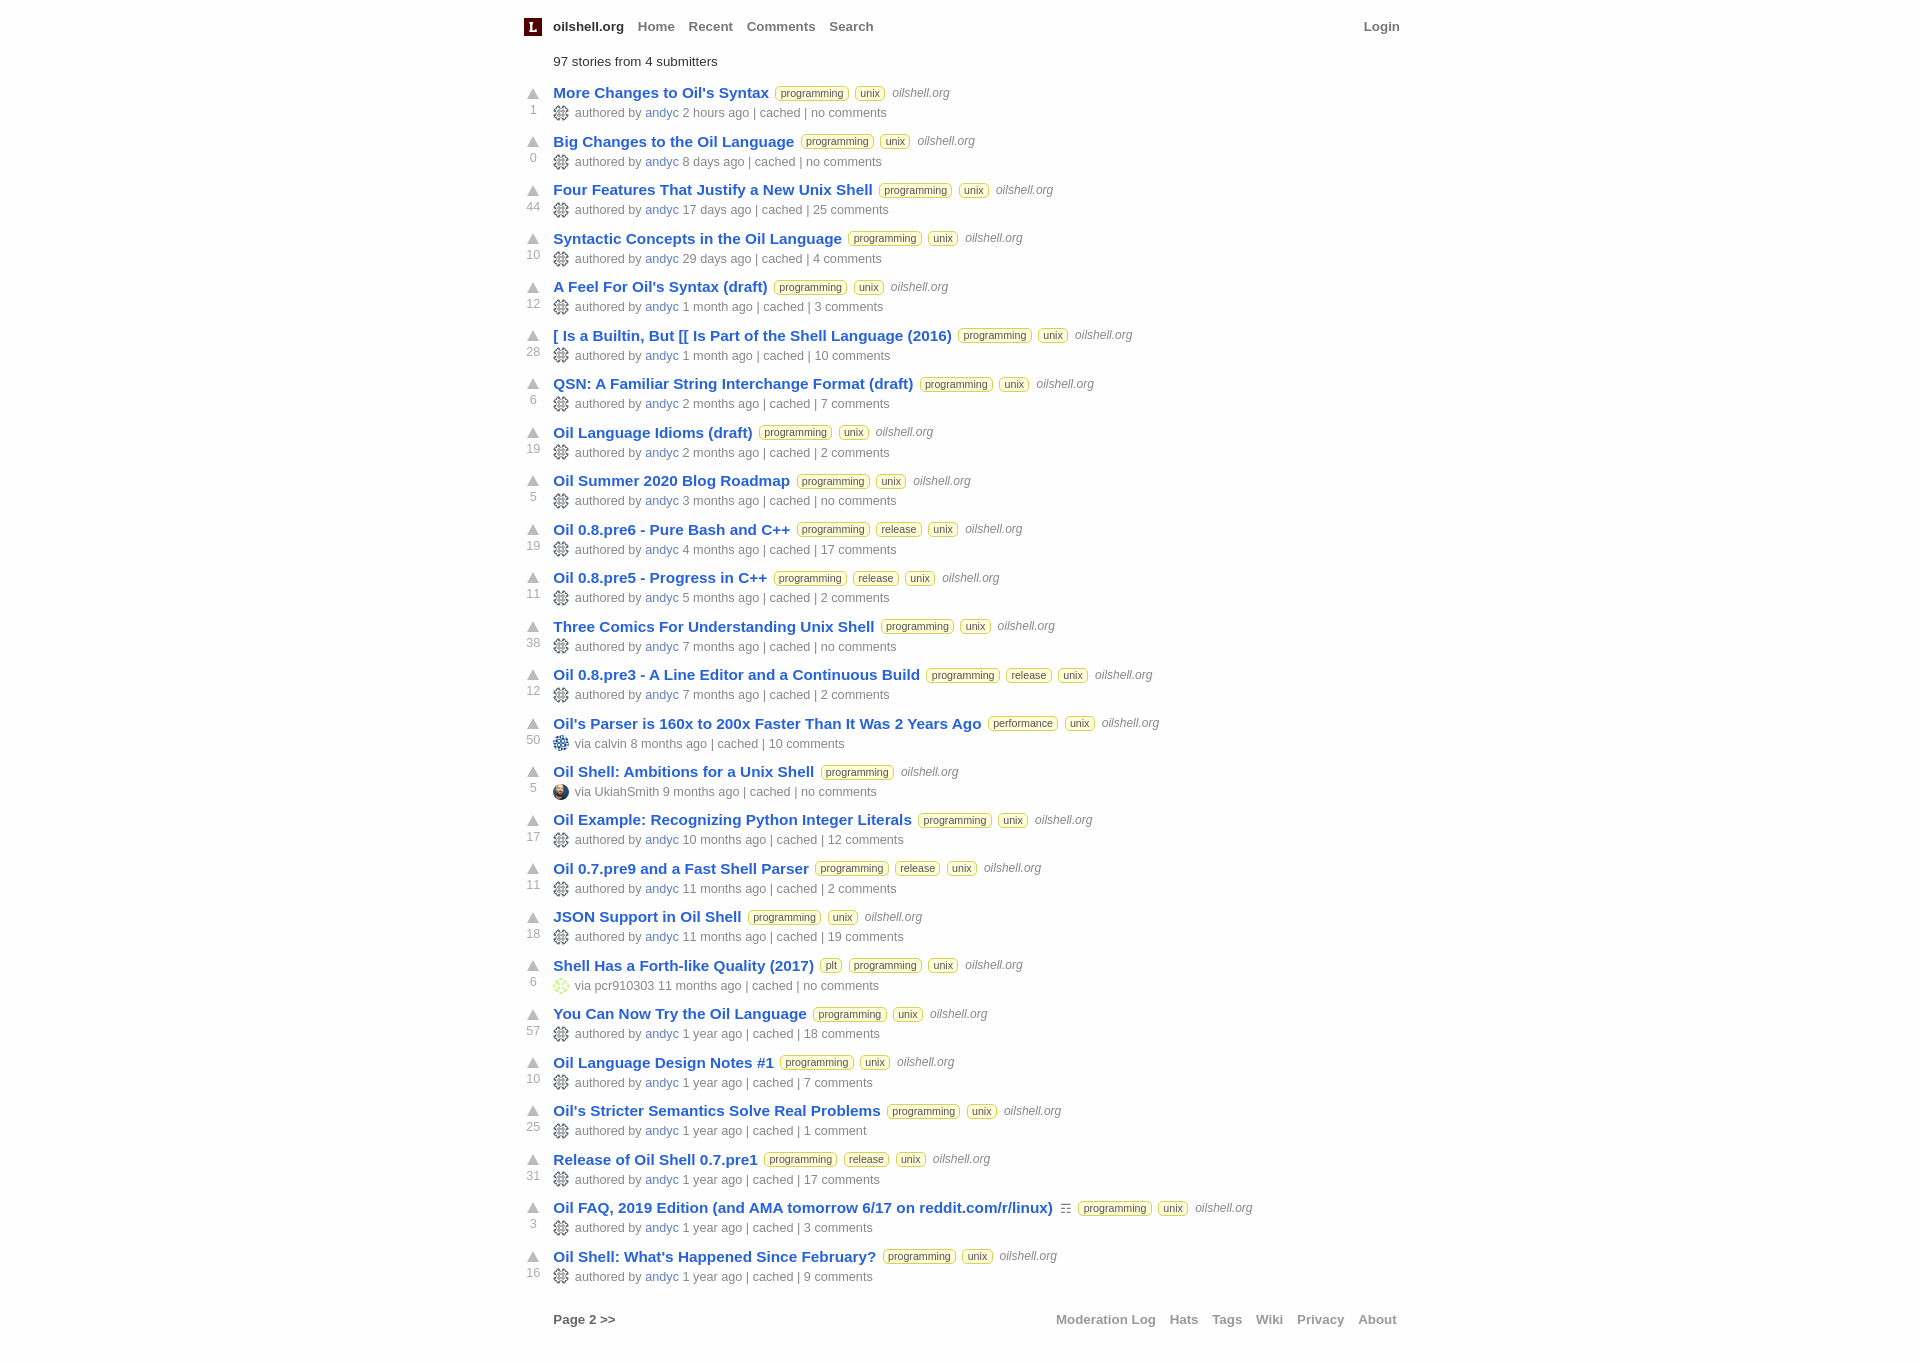 L oilshell.org Home Recent Comments Search Login
97 stories from 4 submitters
More Changes to Oil's Syntax programming unix oilshell.org
1 authored by andyc 2 hours ago | cached | no comments
Big Changes to the Oil Language programming unix oilshell.org
0 authored by andyc 8 days ago | cached | no comments
Four Features That Justify a New Unix Shell programming unix oilshell.org
44 authored by andyc 17 days ago | cached | 25 comments
Syntactic Concepts in the Oil Language programming unix oilshell.org
10 authored by andyc 29 days ago | cached | 4 comments
A Feel For Oil's Syntax (draft) programming unix oilshell.org
12 authored by andyc 1 month ago | cached | 3 comments
[ Is a Builtin, But [[ Is Part of the Shell Language (2016) programming unix oilshell.org
28 authored by andyc 1 month ago | cached | 10 comments
QSN: A Familiar String Interchange Format (draft) programming unix oilshell.org
6 authored by andyc 2 months ago | cached | 7 comments
Oil Language Idioms (draft) programming unix oilshell.org
19 authored by andyc 2 months ago | cached | 2 comments
Oil Summer 2020 Blog Roadmap programming unix oilshell.org
5 authored by andyc 3 months ago | cached | no comments
Oil 0.8.pre6 - Pure Bash and C++ programming release unix oilshell.org
19 authored by andyc 4 months ago | cached | 17 comments
Oil 0.8.pre5 - Progress in C++ programming release unix oilshell.org
11 authored by andyc 5 months ago | cached | 2 comments
Three Comics For Understanding Unix Shell programming unix oilshell.org
38 authored by andyc 7 months ago | cached | no comments
Oil 0.8.pre3 - A Line Editor and a Continuous Build programming release unix oilshell.org
12 authored by andyc 7 months ago | cached | 2 comments
Oil's Parser is 160x to 200x Faster Than It Was 2 Years Ago performance unix oilshell.org
50 via calvin 8 months ago | cached | 10 comments
Oil Shell: Ambitions for a Unix Shell programming oilshell.org
5 via UkiahSmith 9 months ago | cached | no comments
Oil Example: Recognizing Python Integer Literals programming unix oilshell.org
17 authored by andyc 10 months ago | cached | 12 comments
Oil 0.7.pre9 and a Fast Shell Parser programming release unix oilshell.org
11 authored by andyc 11 months ago | cached | 2 comments
JSON Support in Oil Shell programming unix oilshell.org
18 authored by andyc 11 months ago | cached | 19 comments
Shell Has a Forth-like Quality (2017) plt programming unix oilshell.org
6 via pcr910303 11 months ago | cached | no comments
You Can Now Try the Oil Language programming unix oilshell.org
57 authored by andyc 1 year ago | cached | 18 comments
Oil Language Design Notes #1 programming unix oilshell.org
10 authored by andyc 1 year ago | cached | 7 comments
Oil's Stricter Semantics Solve Real Problems programming unix oilshell.org
25 authored by andyc 1 year ago | cached | 1 comment
Release of Oil Shell 0.7.pre1 programming release unix oilshell.org
31 authored by andyc 1 year ago | cached | 17 comments
Oil FAQ, 2019 Edition (and AMA tomorrow 6/17 on reddit.com/r/linux) ☶ programming unix oilshell.org
3 authored by andyc 1 year ago | cached | 3 comments
Oil Shell: What's Happened Since February? programming unix oilshell.org
16 authored by andyc 1 year ago | cached | 9 comments
Page 2 >> Moderation Log Hats Tags Wiki Privacy About